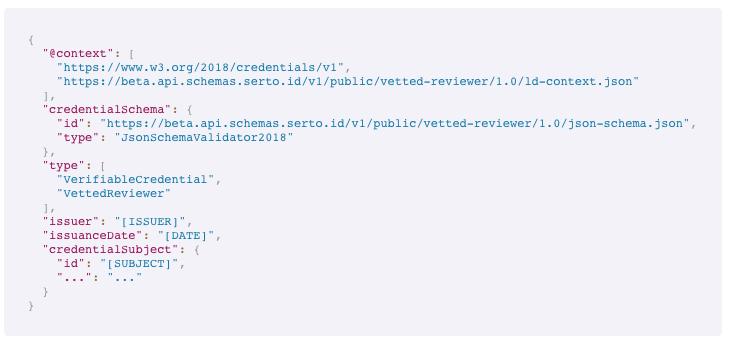 {
"@context": [
"https://www.w3.org/2018/credentials/v1",
"https://beta.api.schemas.serto.id/v1/public/vetted-reviewer/1.0/ld-context.json"
],
"credentialSchema": {
"id": "https://beta.api.schemas.serto.id/v1/public/vetted-reviewer/1.0/json-schema.json",
"type": "JsonSchemaValidator2018"
},
"type": [
"VerifiableCredential",
"VettedReviewer"
],
"issuer": "[ISSUER]",
"issuanceDate": "[DATE]",
"credentialSubject": {
"id": "[SUBJECT]",
"...": "..."
}
}